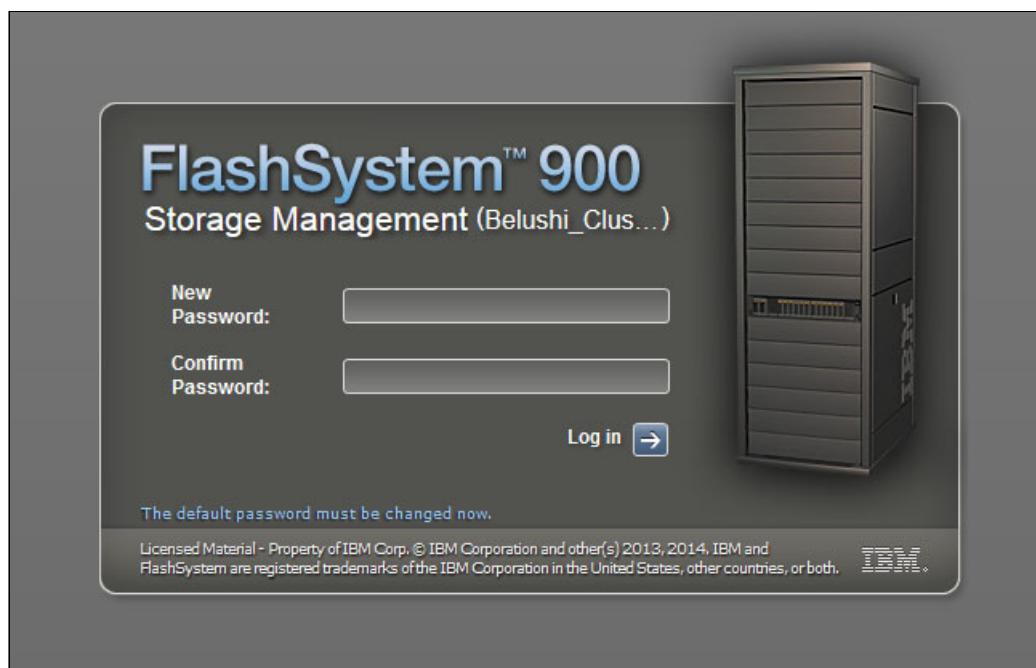 FlashSystem™ 900
Storage Management (Belushi_Clus...)
New
Password:
Confirm
Password:
Log in
The default password must be changed now.
Licensed Material - Property of IBM Corp. © IBM Corporation and other(s) 2013, 2014. IBM and
FlashSystem are registered trademarks of the IBM Corporation in the United States, other countries, or both.
IBM.
IBM